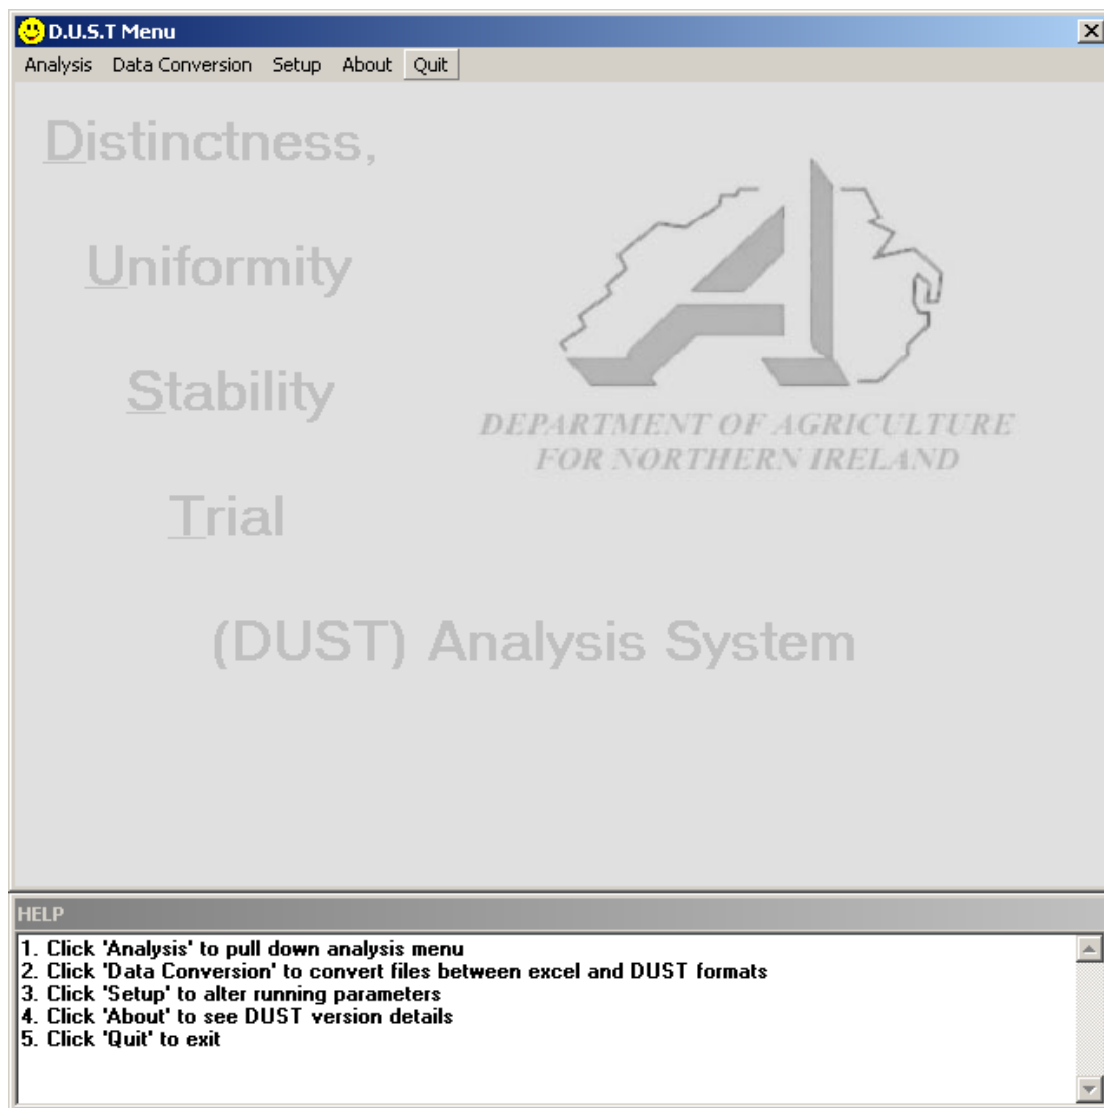 D.U.S.T Menu
Analysis Data Conversion Setup About Quit
Distinctness,
Uniformity
Stability
Trial
(DUST) Analysis System
DEPARTMENT OF AGRICULTURE
FOR NORTHERN IRELAND
HELP
1. Click 'Analysis' to pull down analysis menu
2. Click 'Data Conversion' to convert files between excel and DUST formats
3. Click 'Setup' to alter running parameters
4. Click 'About' to see DUST version details
5. Click 'Quit' to exit